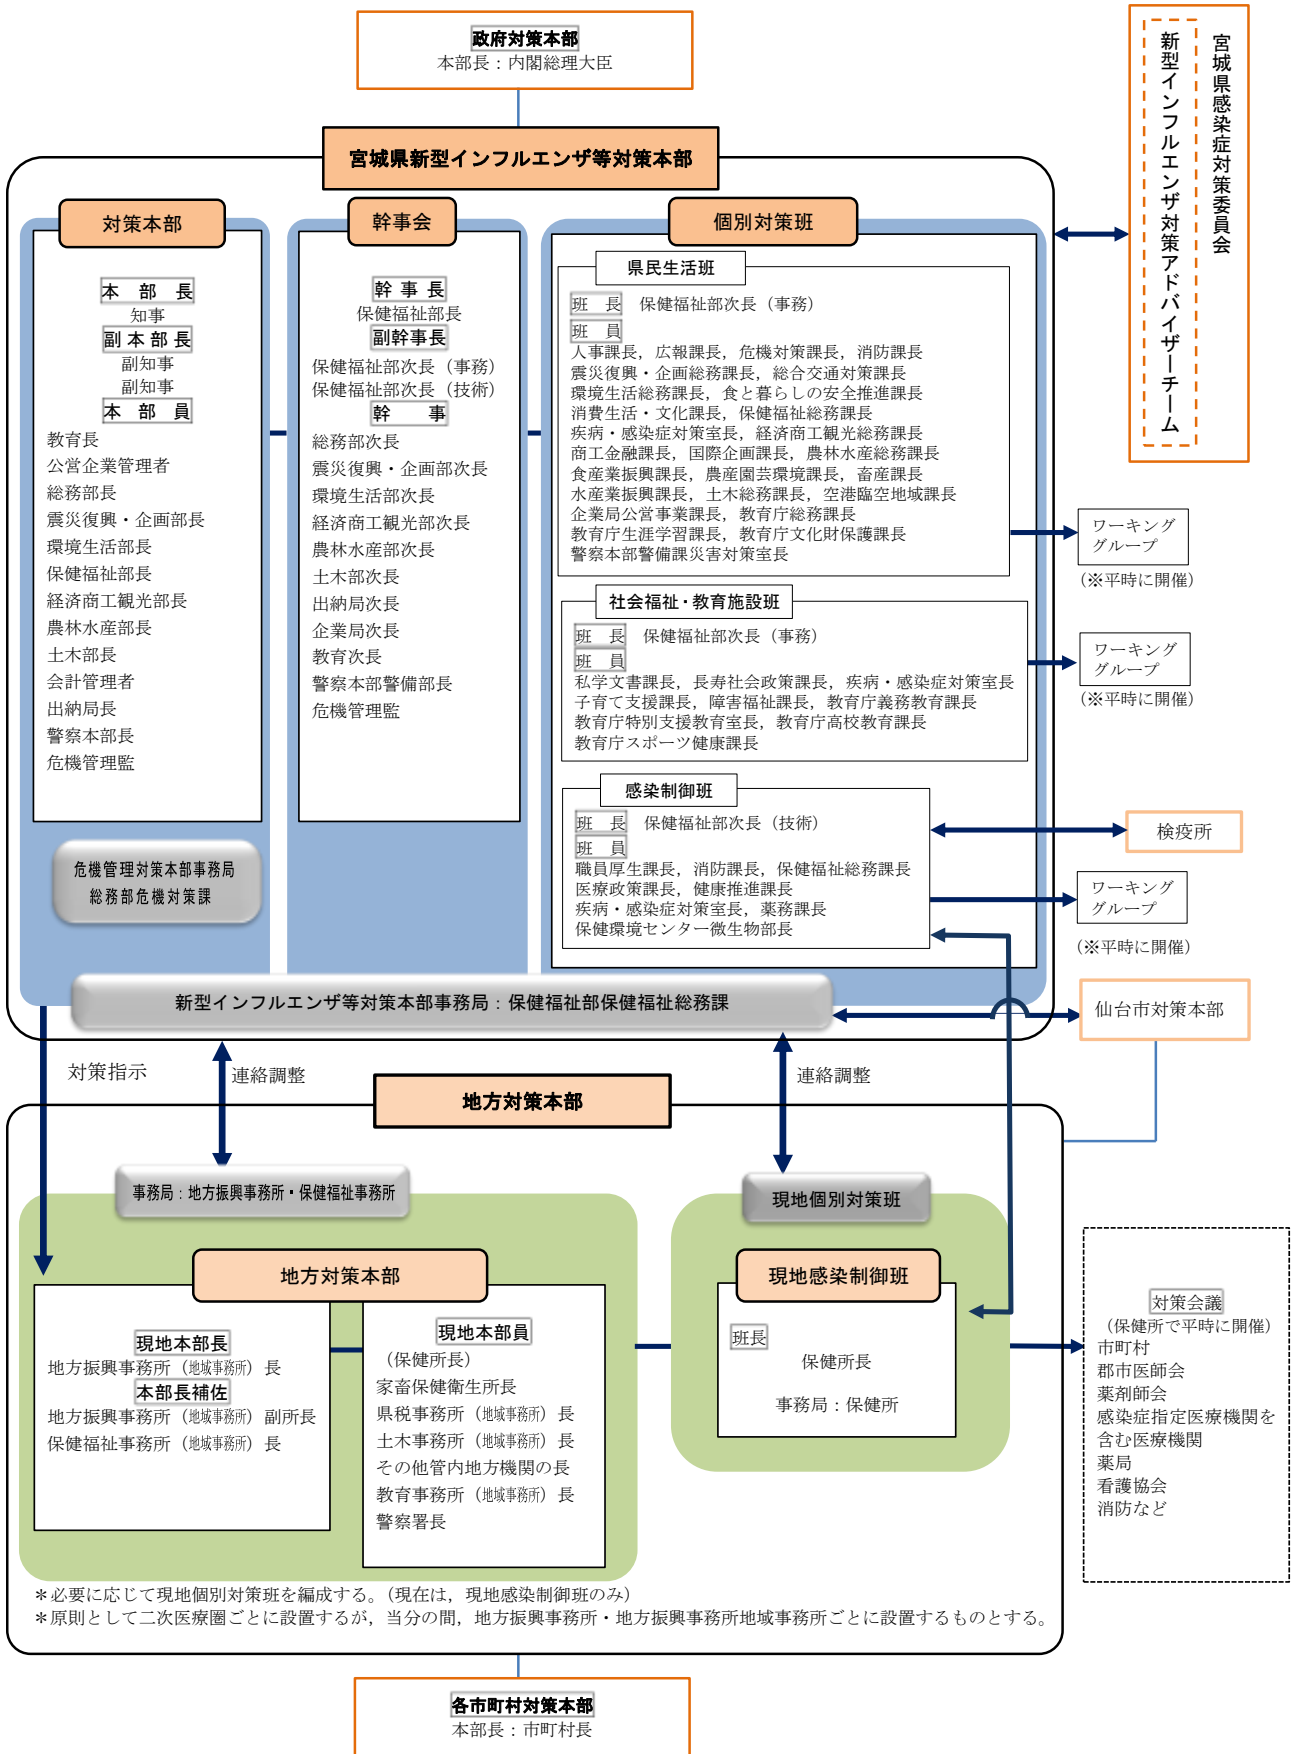 政府対策本部
本部長：内閣総理大臣
宮城県感染症対策委員会
新型インフルエンザ対策アドバイザーチーム
宮城県新型インフルエンザ等対策本部
対策本部
本　部　長
知事
副本部長
副知事
副知事
本　部　員
教育長
公営企業管理者
総務部長
震災復興・企画部長
環境生活部長
保健福祉部長
経済商工観光部長
農林水産部長
土木部長
会計管理者
出納局長
警察本部長
危機管理監
危機管理対策本部事務局
総務部危機対策課
幹事会
幹　事　長
保健福祉部長
副幹事長
保健福祉部次長（事務）
保健福祉部次長（技術）
幹　　事
総務部次長
震災復興・企画部次長
環境生活部次長
経済商工観光部次長
農林水産部次長
土木部次長
出納局次長
企業局次長
教育次長
警察本部警備部長
危機管理監
個別対策班
県民生活班
班　長　保健福祉部次長（事務）
班　員
人事課長，広報課長，危機対策課長，消防課長
震災復興・企画総務課長，総合交通対策課長
環境生活総務課長，食と暮らしの安全推進課長
消費生活・文化課長，保健福祉総務課長
疾病・感染症対策室長，経済商工観光総務課長
商工金融課長，国際企画課長，農林水産総務課長
食産業振興課長，農産園芸環境課長，畜産課長
水産業振興課長，土木総務課長，空港臨空地域課長
企業局公営事業課長，教育庁総務課長
教育庁生涯学習課長，教育庁文化財保護課長
警察本部警備課災害対策室長
ワーキング
グループ
（※平時に開催）
社会福祉・教育施設班
班　長　保健福祉部次長（事務）
班　員
私学文書課長，長寿社会政策課長，疾病・感染症対策室長
子育て支援課長，障害福祉課長，教育庁義務教育課長
教育庁特別支援教育室長，教育庁高校教育課長
教育庁スポーツ健康課長
ワーキング
グループ
（※平時に開催）
感染制御班
班　長　保健福祉部次長（技術）
班　員
職員厚生課長，消防課長，保健福祉総務課長
医療政策課長，健康推進課長
疾病・感染症対策室長，薬務課長
保健環境センター微生物部長
検疫所
ワーキング
グループ
（※平時に開催）
新型インフルエンザ等対策本部事務局：保健福祉部保健福祉総務課
仙台市対策本部
対策指示
連絡調整
連絡調整
地方対策本部
事務局：地方振興事務所・保健福祉事務所
地方対策本部
現地本部長
地方振興事務所（地域事務所）長
本部長補佐
地方振興事務所（地域事務所）副所長
保健福祉事務所（地域事務所）長
現地本部員
（保健所長）
家畜保健衛生所長
県税事務所（地域事務所）長
土木事務所（地域事務所）長
その他管内地方機関の長
教育事務所（地域事務所）長
警察署長
現地個別対策班
現地感染制御班
班長
保健所長
事務局：保健所
対策会議
（保健所で平時に開催）
市町村
郡市医師会
薬剤師会
感染症指定医療機関を
含む医療機関
薬局
看護協会
消防など
＊必要に応じて現地個別対策班を編成する。（現在は，現地感染制御班のみ）
＊原則として二次医療圏ごとに設置するが，当分の間，地方振興事務所・地方振興事務所地域事務所ごとに設置するものとする。
各市町村対策本部
本部長：市町村長